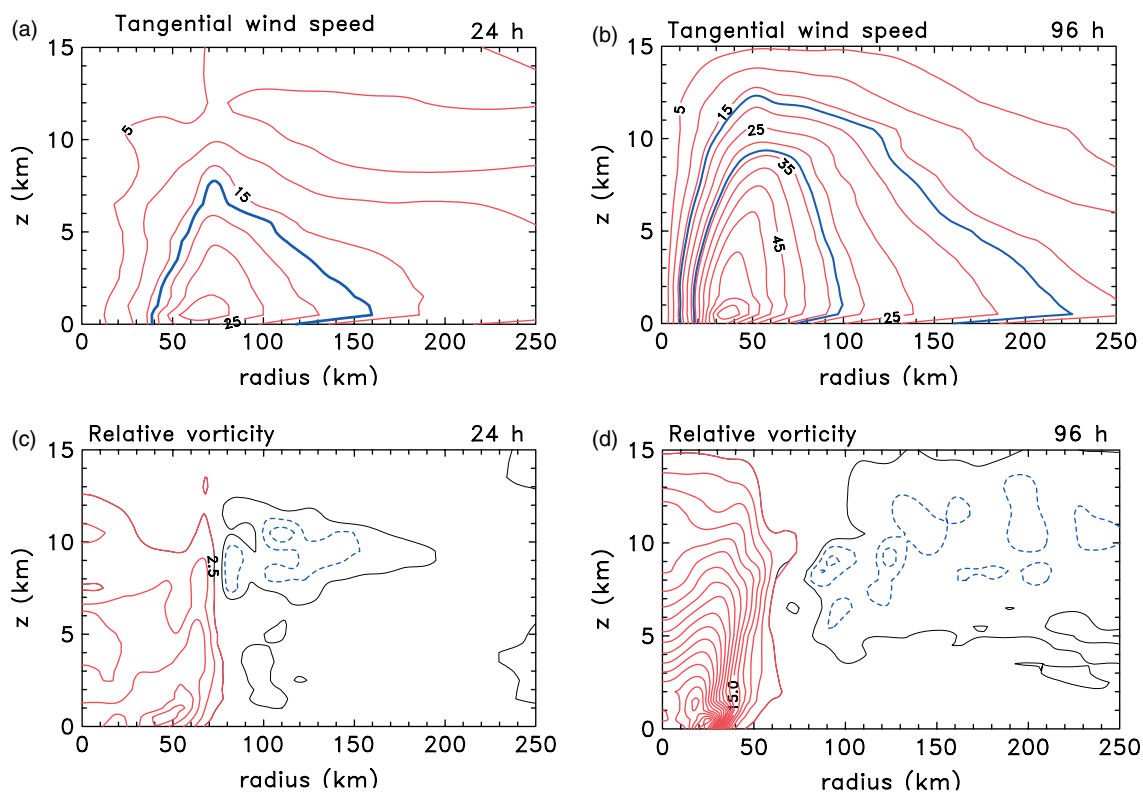 (a) Tangential wind speed 24 h
15
10
5
0
z (km)
5
15
25
0 50 100 150 200 250
radius (km)
(b) Tangential wind speed 96 h
15
10
5
0
z (km)
5
15
25
35
45
25
0 50 100 150 200 250
radius (km)
(c) Relative vorticity 24 h
15
10
5
0
z (km)
2.5
0 50 100 150 200 250
radius (km)
(d) Relative vorticity 96 h
15
10
5
0
z (km)
15.0
0 50 100 150 200 250
radius (km)